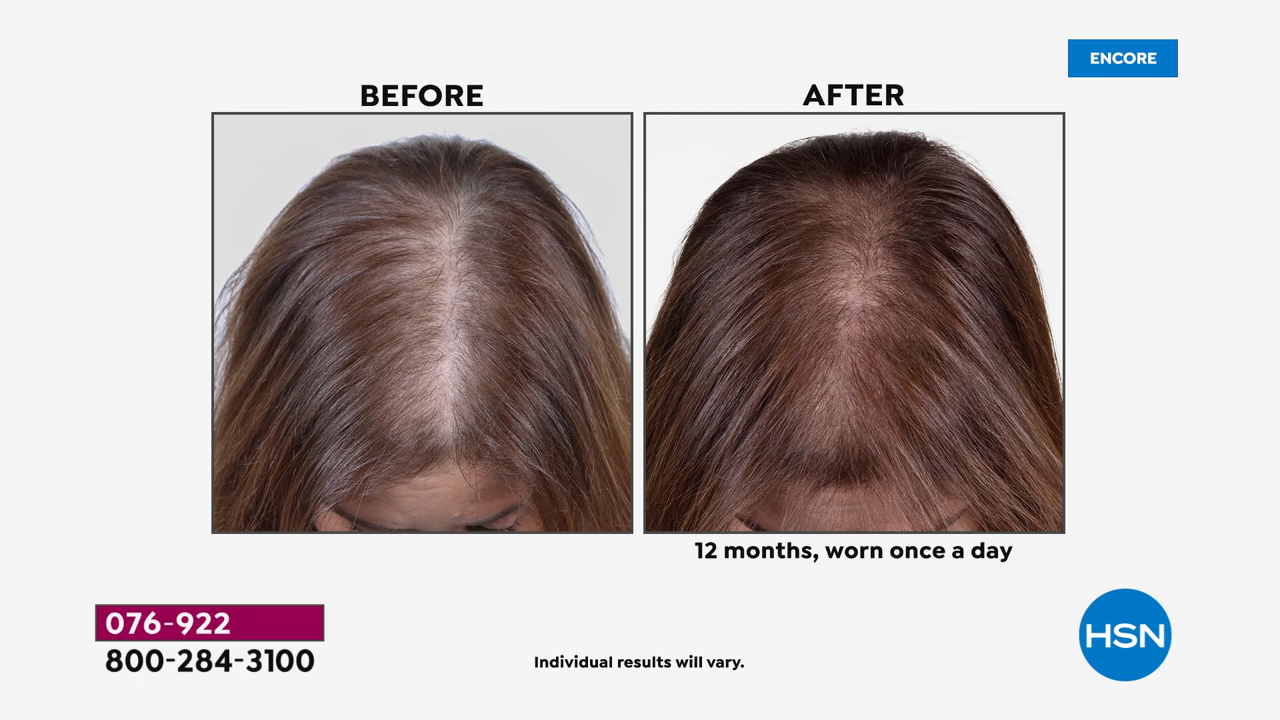 ENCORE
BEFORE
AFTER
12 months, worn once a day
076-922
800-284-3100
Individual results will vary.
HSN